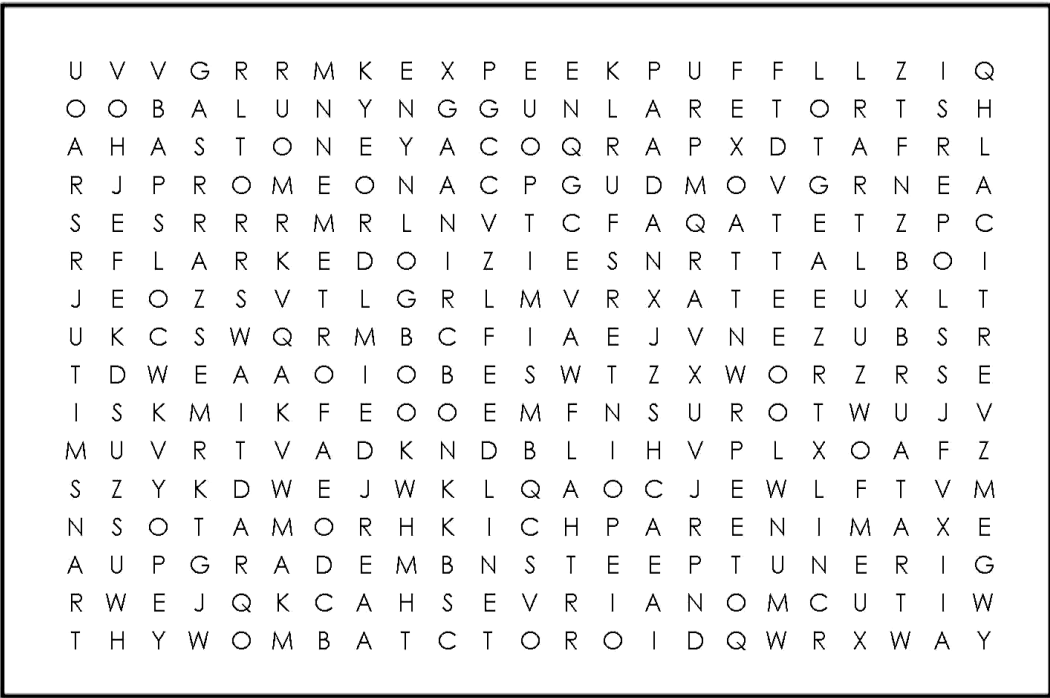 U V V G R R M K E X P E E K P U F F L L Z I Q
O O B A L U N Y N G G U N L A R E T O R T S H
A H A S T O N E Y A C O Q R A P X D T A F R L
R J P R O M E O N A C P G U D M O V G R N E A
S E S R R R M R L N V T C F A Q A T E T Z P C
R F L A R K E D O I Z I E S N R T T A L B O I
J E O Z S V T L G R L M V R X A T E E U X L T
U K C S W Q R M B C F I A E J V N E Z U B S R
T D W E A A O I O B E S W T Z X W O R Z R S E
I S K M I K F E O O E M F N S U R O T W U J V
M U V R T V A D K N D B L I H V P L X O A F Z
S Z Y K D W E J W K L Q A O C J E W L F T V M
N S O T A M O R H K I C H P A R E N I M A X E
A U P G R A D E M B N S T E E P T U N E R I G
R W E J Q K C A H S E V R I A N O M C U T I W
T H Y W O M B A T C T O R O I D Q W R X W A Y